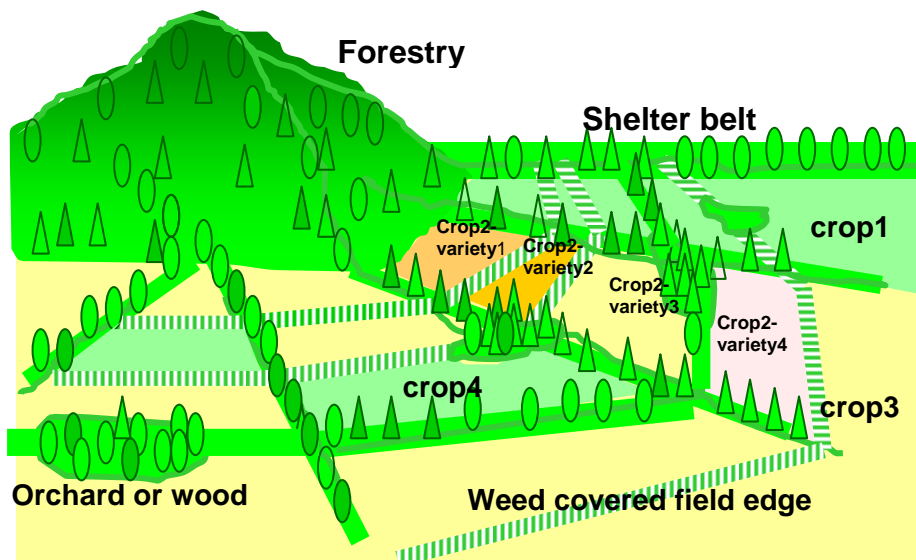 Forestry
Shelter belt
crop1
Crop2-
variety1
Crop2-
variety2
Crop2-
variety3
Crop2-
variety4
crop4
crop3
Orchard or wood
Weed covered field edge